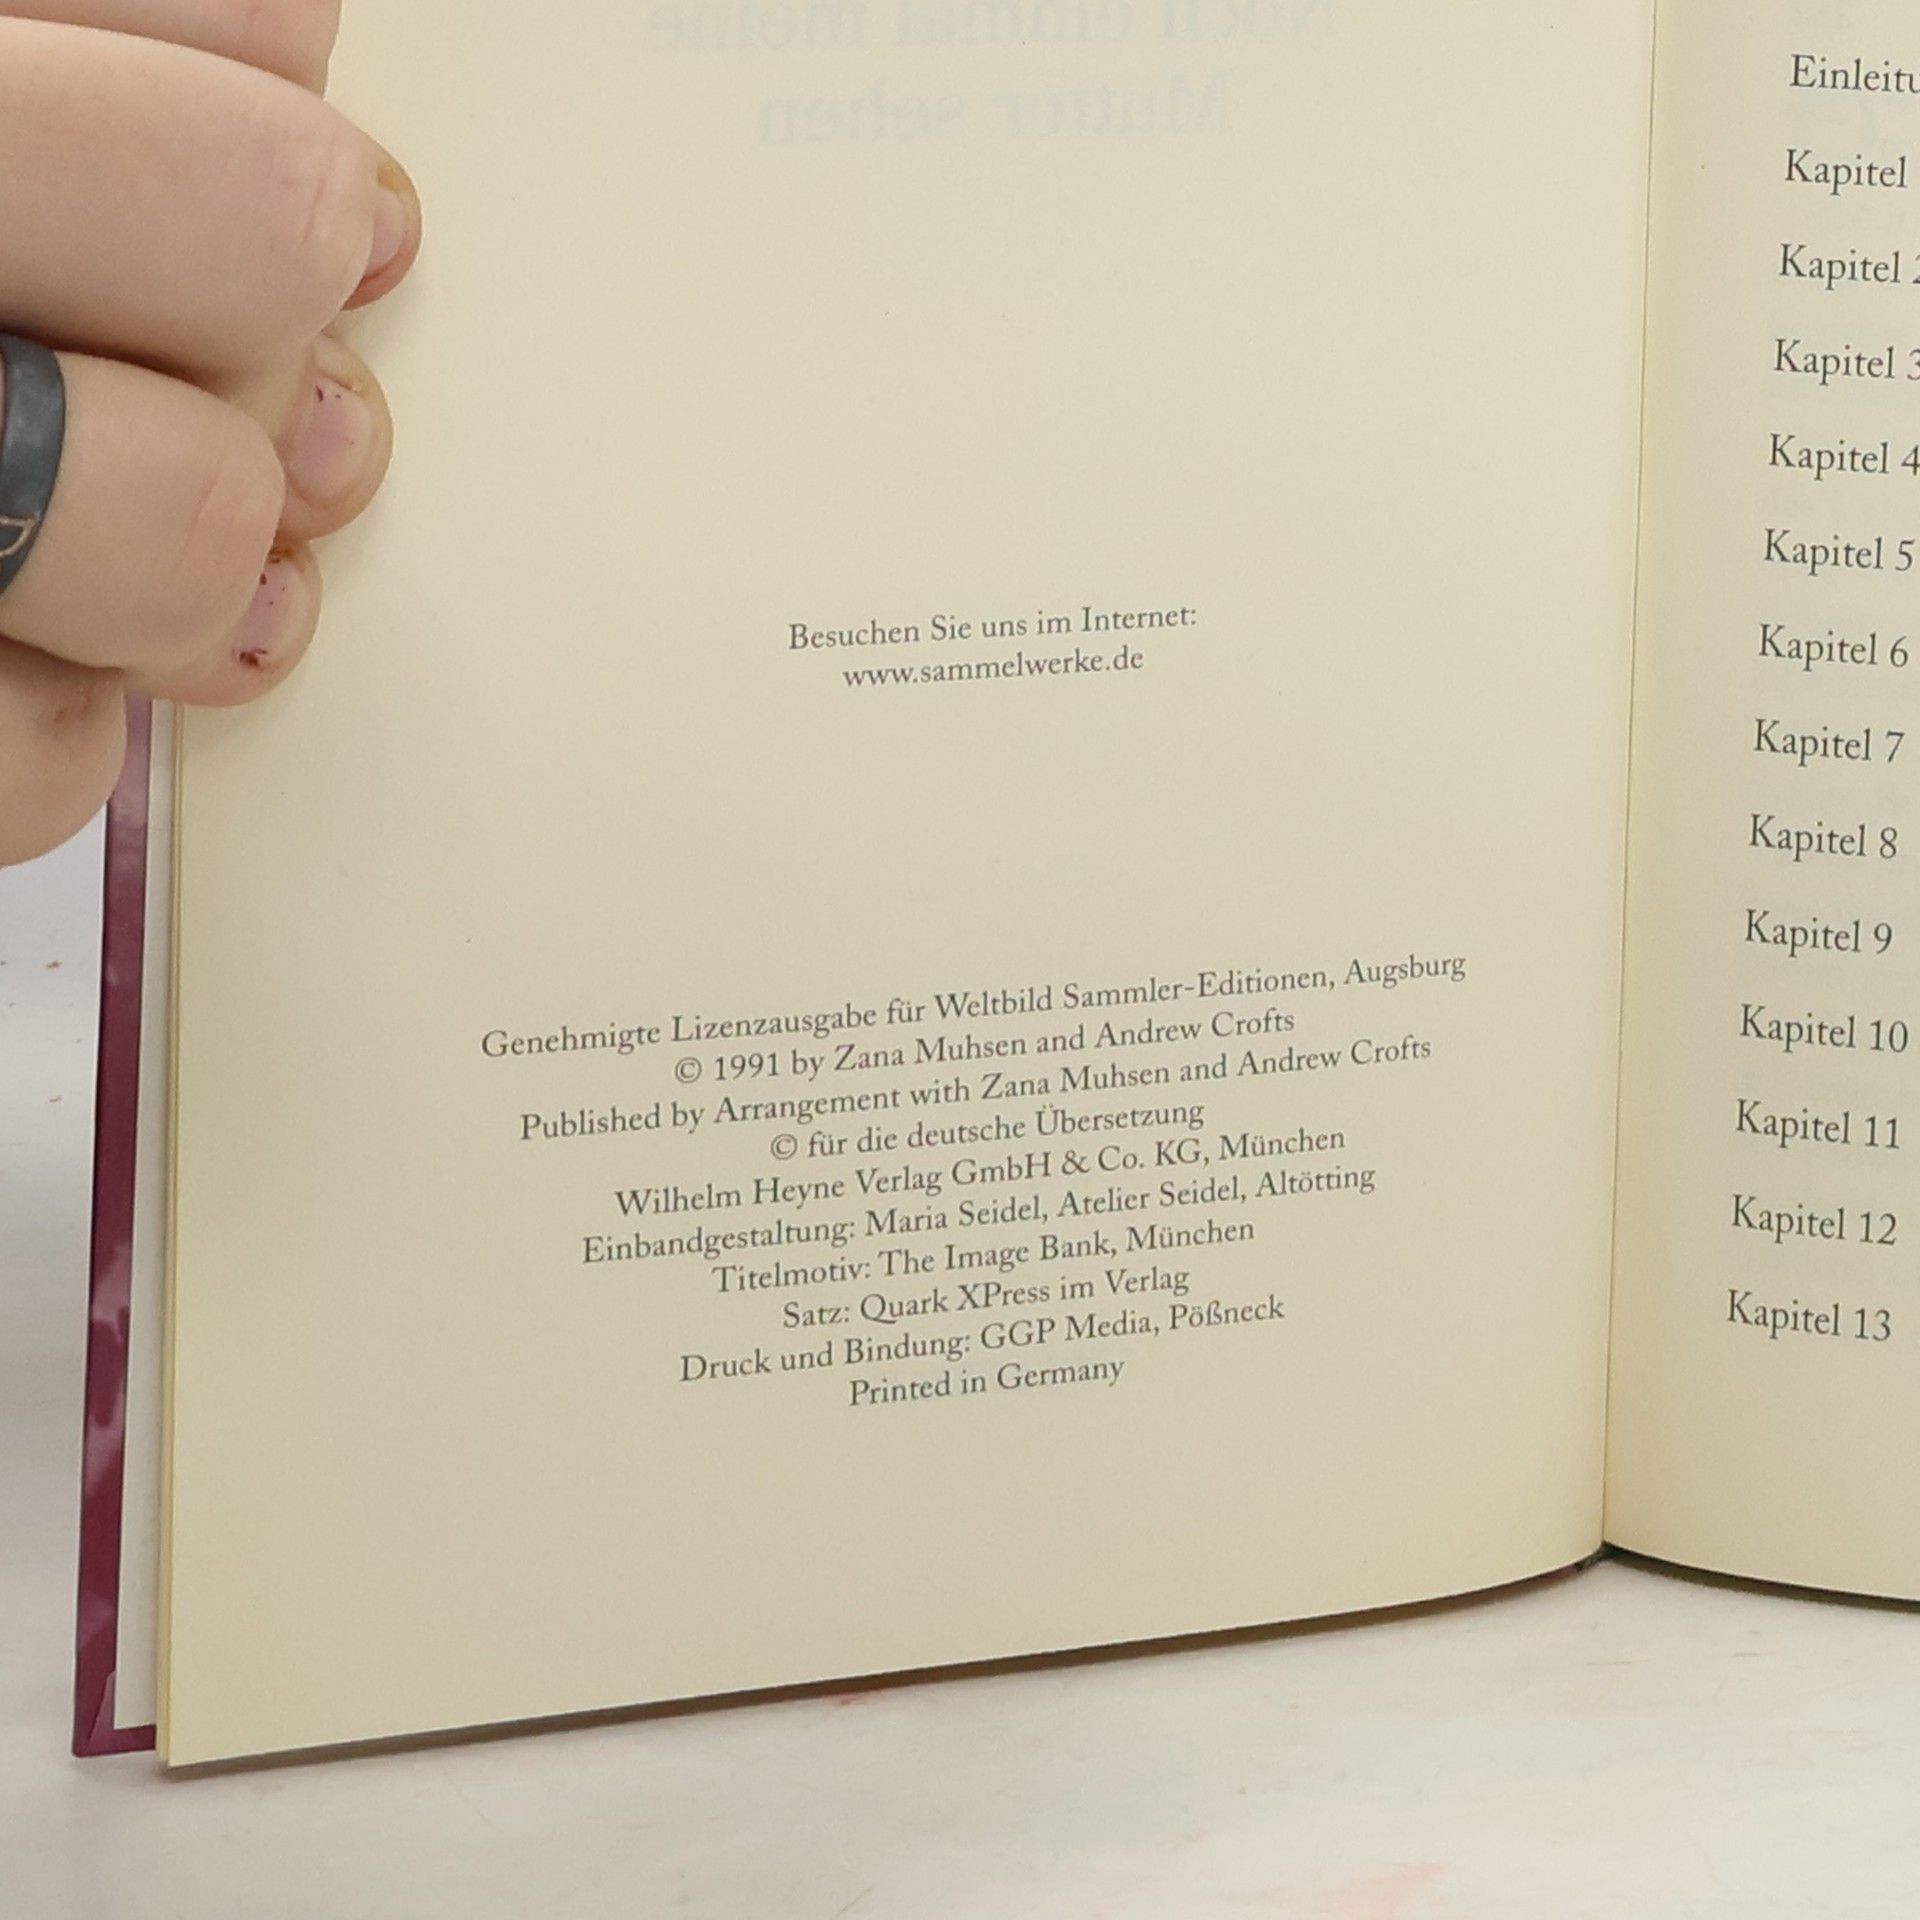 Besuchen Sie uns im Internet:
www.sammelwerke.de
Genehmigte Lizenzausgabe für Weltbild Sammler-Editionen, Augsburg
© 1991 by Zana Muhsen and Andrew Crofts
Published by Arrangement with Zana Muhsen and Andrew Crofts
© für die deutsche Übersetzung
Wilhelm Heyne Verlag GmbH & Co. KG, München
Einbandgestaltung: Maria Seidel, Atelier Seidel, Altötting
Titelmotiv: The Image Bank, München
Satz: Quark XPress im Verlag
Druck und Bindung: GGP Media, Pößneck
Printed in Germany
Kapitel
Kapitel 2
Kapitel 3
Kapitel 4
Kapitel 5
Kapitel 6
Kapitel 7
Kapitel 8
Kapitel 9
Kapitel 10
Kapitel 11
Kapitel 12
Kapitel 13